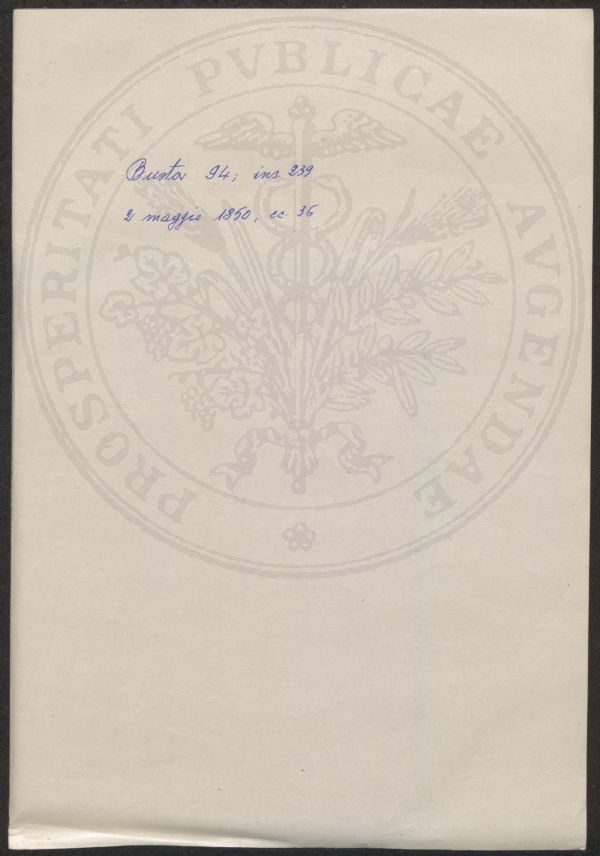 PROSPERITATI PVBLICAE AVGENDAE
Busta 94; ins. 239
2 maggio 1850, cc. 36